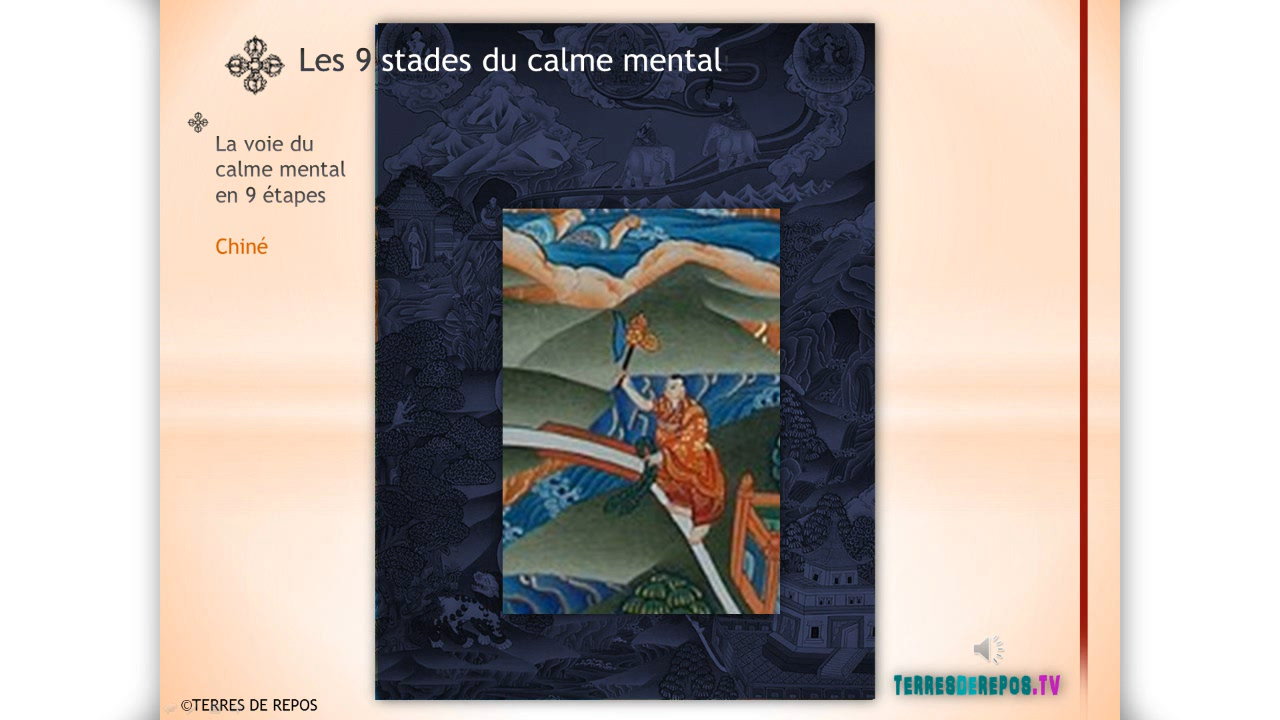 Les 9 stades du calme mental
La voie du
calme mental
en 9 étapes
Chiné
TERRESDEREPOS.TV
©TERRES DE REPOS